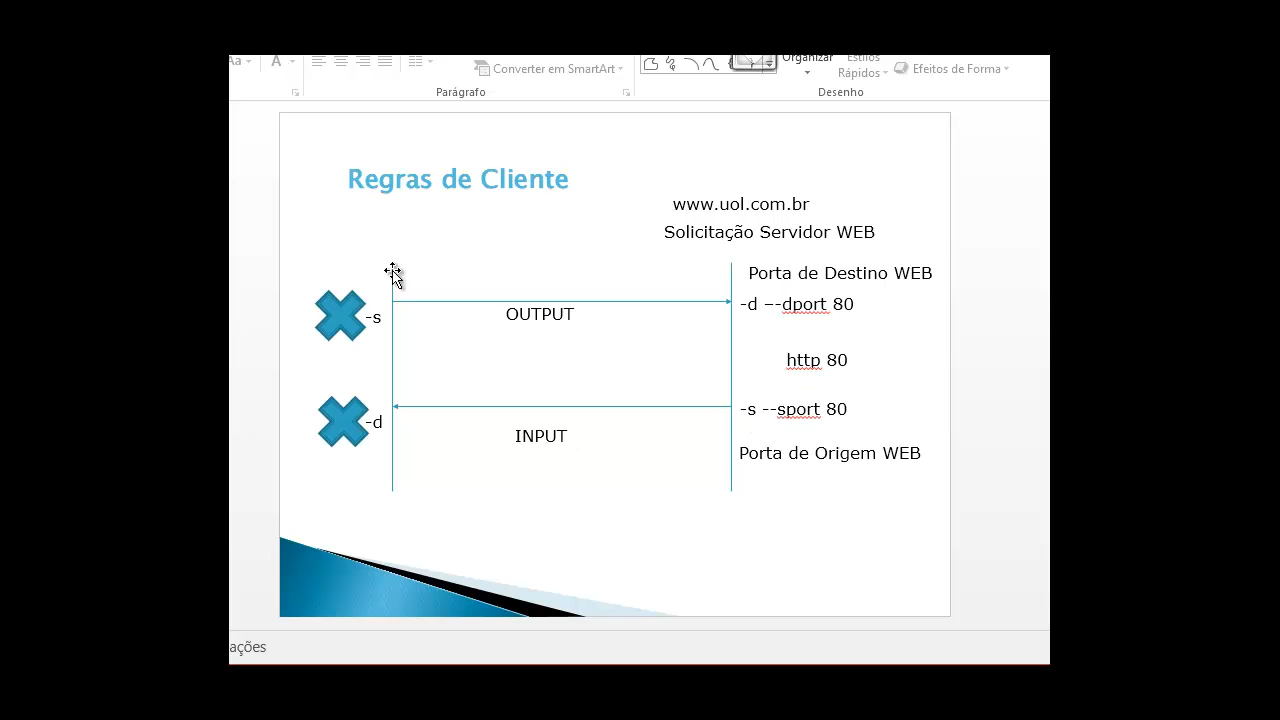 Aa
A
Converter em SmartArt
Organizar
Estilos
Rápidos
Efeitos de Forma
Parágrafo
Desenho
Regras de Cliente
www.uol.com.br
Solicitação Servidor WEB
Porta de Destino WEB
-d –-dport 80
-s
OUTPUT
http 80
-s --sport 80
-d
INPUT
Porta de Origem WEB
ações